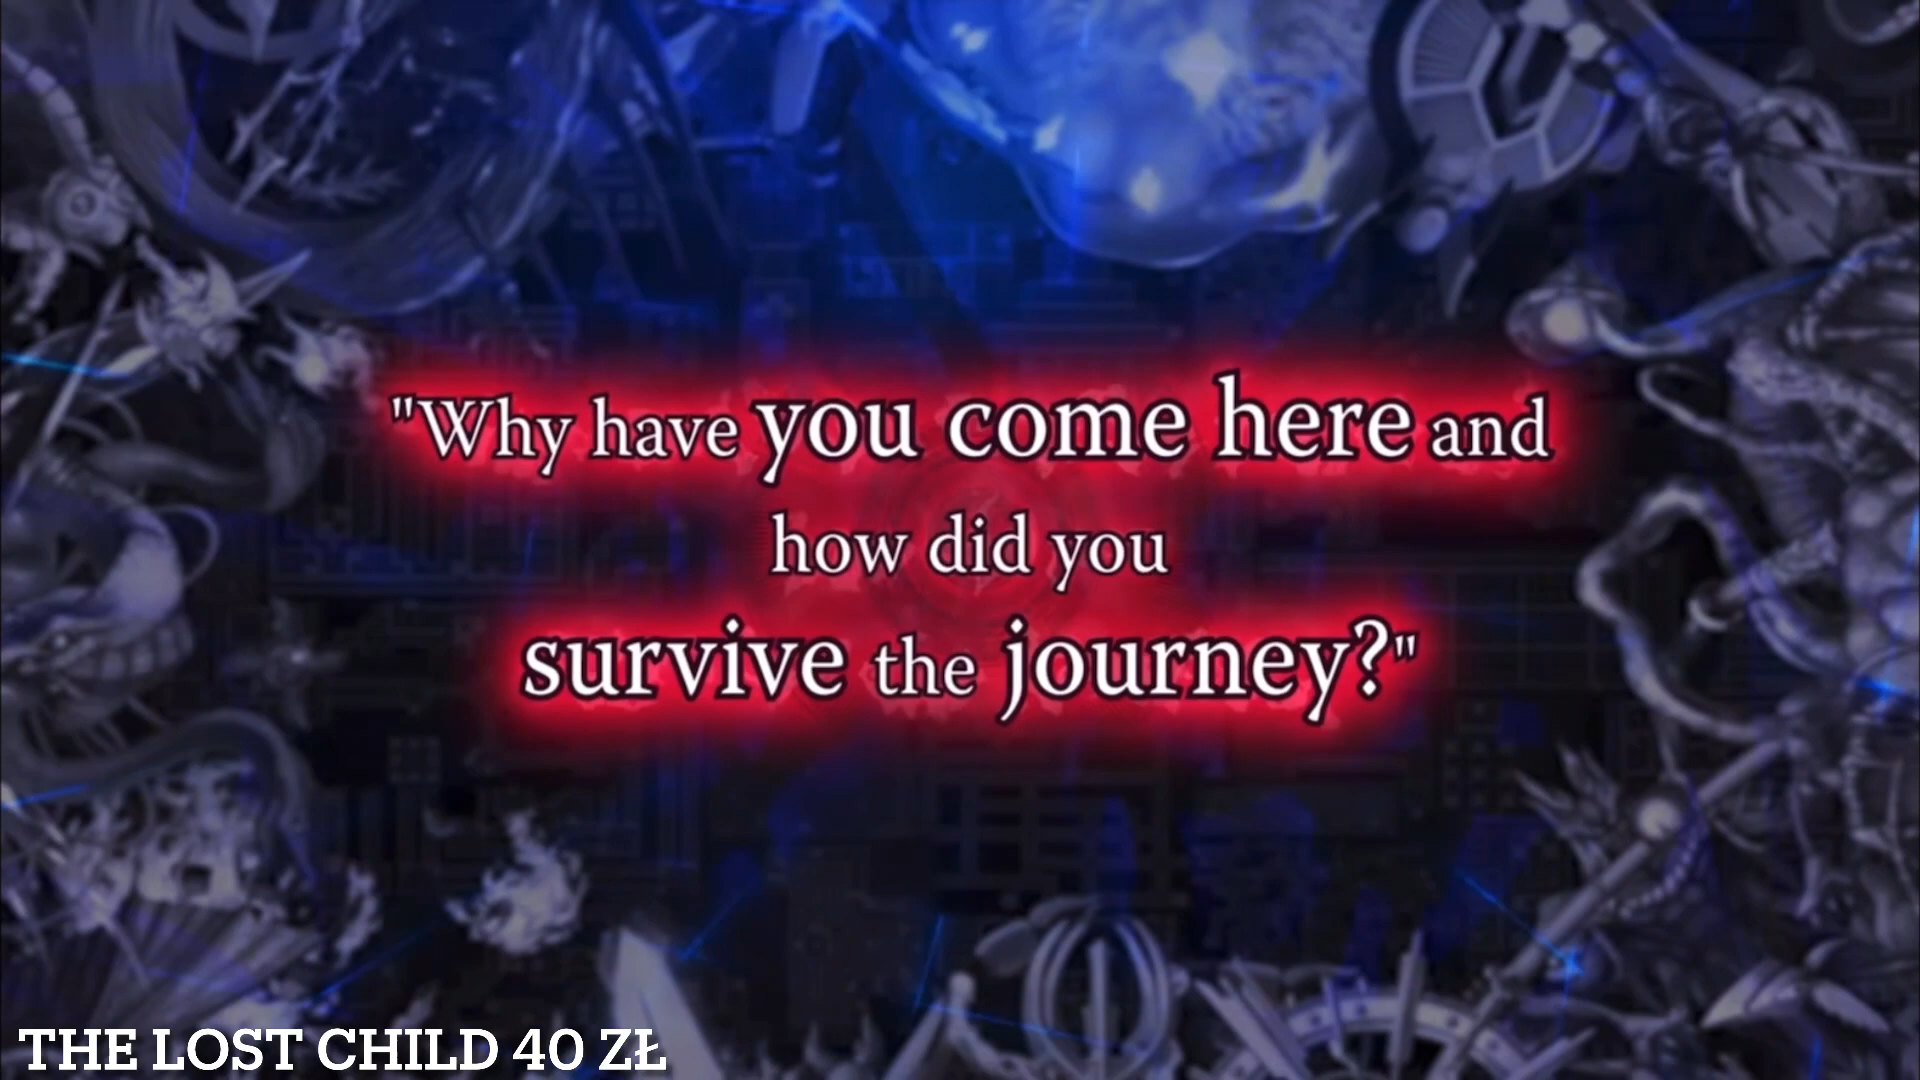 "Why have you come here and
how did you
survive the journey?"
THE LOST CHILD 40 ZŁ